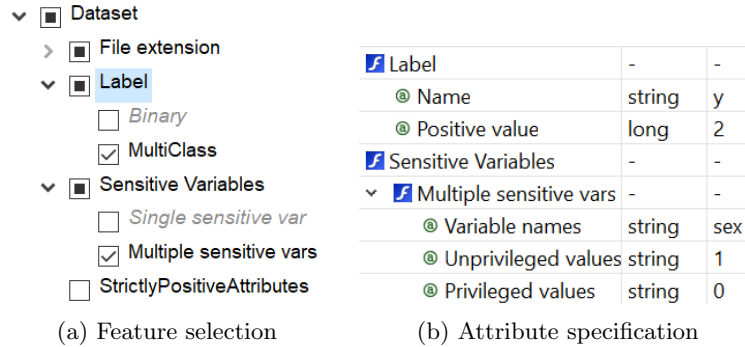 Dataset
File extension
Label
Binary
MultiClass
Sensitive Variables
Single sensitive var
Multiple sensitive vars
StrictlyPositiveAttributes
(a) Feature selection
Label - -
Name string y
Positive value long 2
Sensitive Variables - -
Multiple sensitive vars - -
Variable names string sex
Unprivileged values string 1
Privileged values string 0
(b) Attribute specification